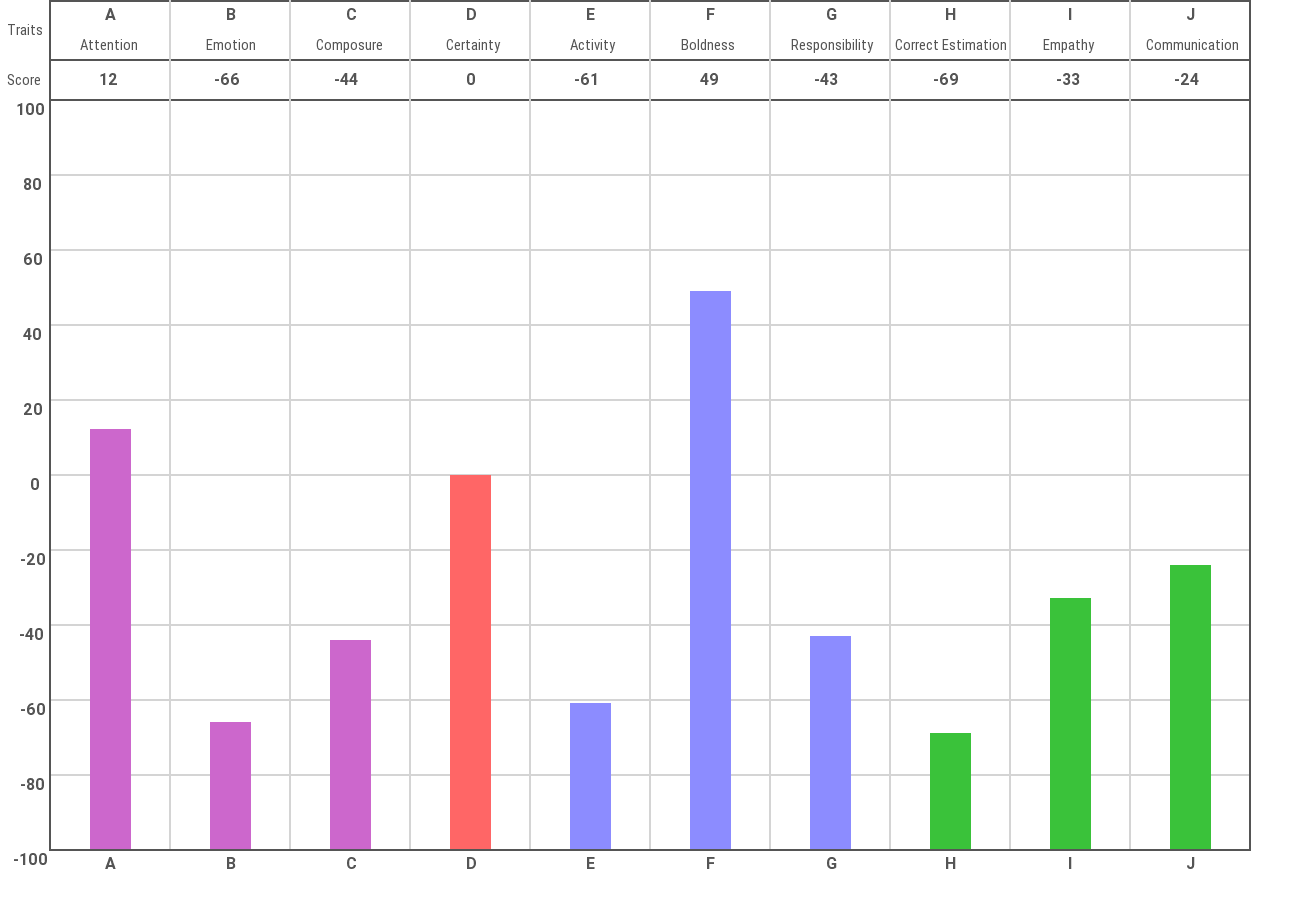 Traits A B C D E F G H I J
Attention Emotion Composure Certainty Activity Boldness Responsibility Correct Estimation Empathy Communication
Score 12 -66 -44 0 -61 49 -43 -69 -33 -24
100
80
60
40
20
0
-20
-40
-60
-80
-100
A B C D E F G H I J